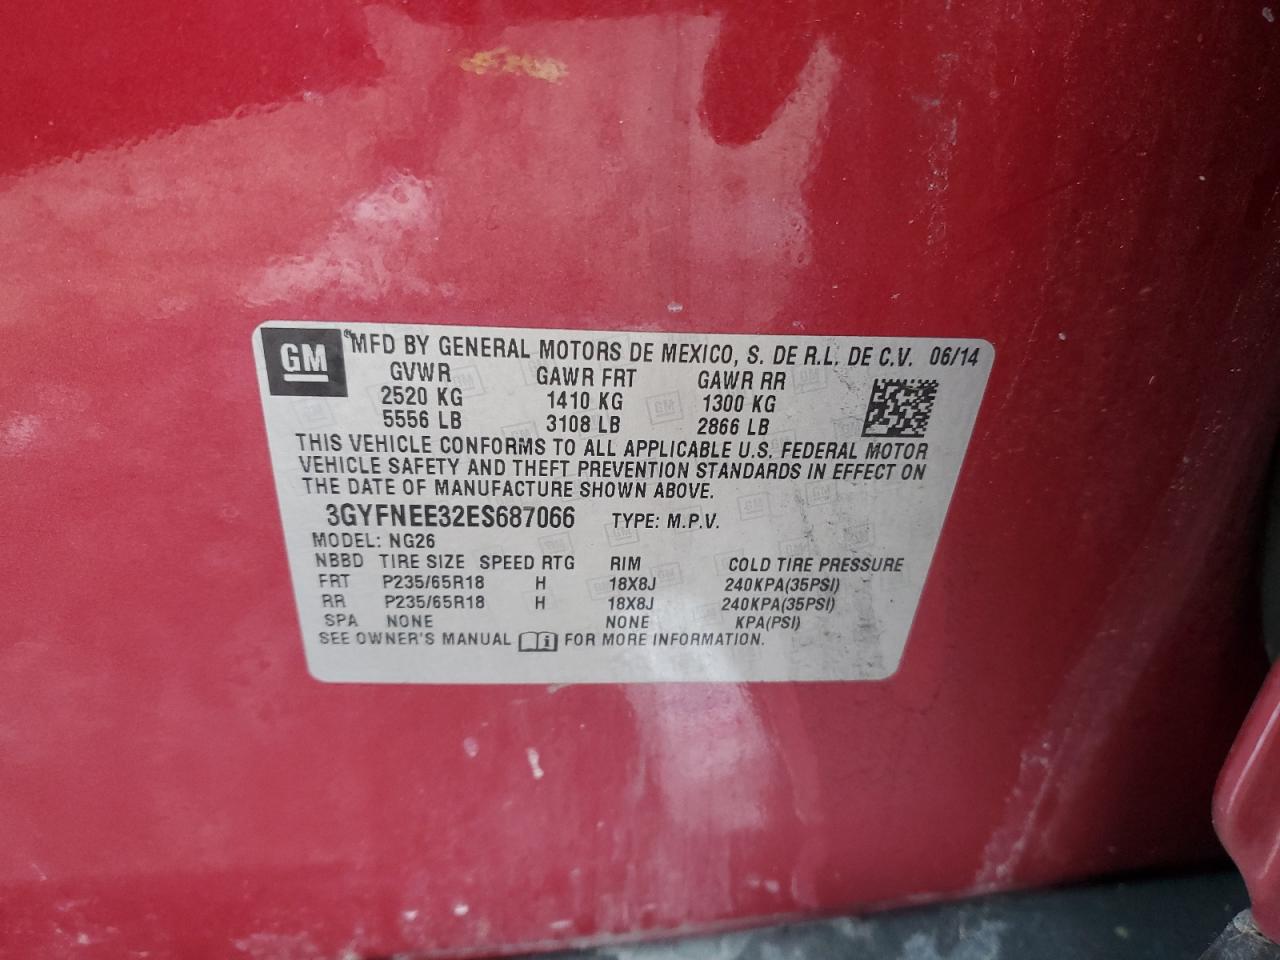 GM
MFD BY GENERAL MOTORS DE MEXICO, S. DE R.L. DE C.V. 06/14
GVWR GAWR FRT GAWR RR
2520 KG 1410 KG 1300 KG
5556 LB 3108 LB 2866 LB
THIS VEHICLE CONFORMS TO ALL APPLICABLE U.S. FEDERAL MOTOR
VEHICLE SAFETY AND THEFT PREVENTION STANDARDS IN EFFECT ON
THE DATE OF MANUFACTURE SHOWN ABOVE.
3GYFNEE32ES687066 TYPE: M.P.V.
MODEL: NG26
NBBD TIRE SIZE SPEED RTG RIM COLD TIRE PRESSURE
FRT P235/65R18 H 18X8J 240KPA(35PSI)
RR P235/65R18 H 18X8J 240KPA(35PSI)
SPA NONE NONE KPA(PSI)
SEE OWNER'S MANUAL FOR MORE INFORMATION.